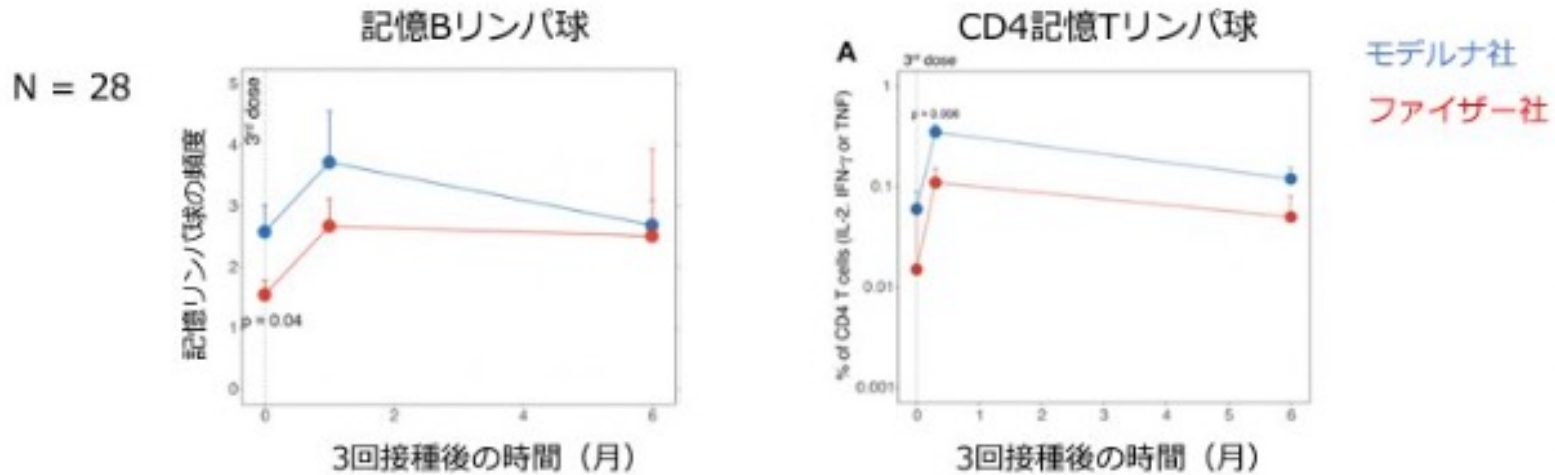 記憶Bリンパ球
CD4記憶Tリンパ球
モデルナ社
ファイザー社
N = 28
記憶リンパ球の頻度
5
4
3
2
1
0
3rd dose
p = 0.04
0
2
4
6
3回接種後の時間（月）
A
3rd dose
% of CD4 T cells (IL-2. IFN-γ or TNF)
1
0.1
0.01
0.001
0
1
2
3
4
5
6
3回接種後の時間（月）